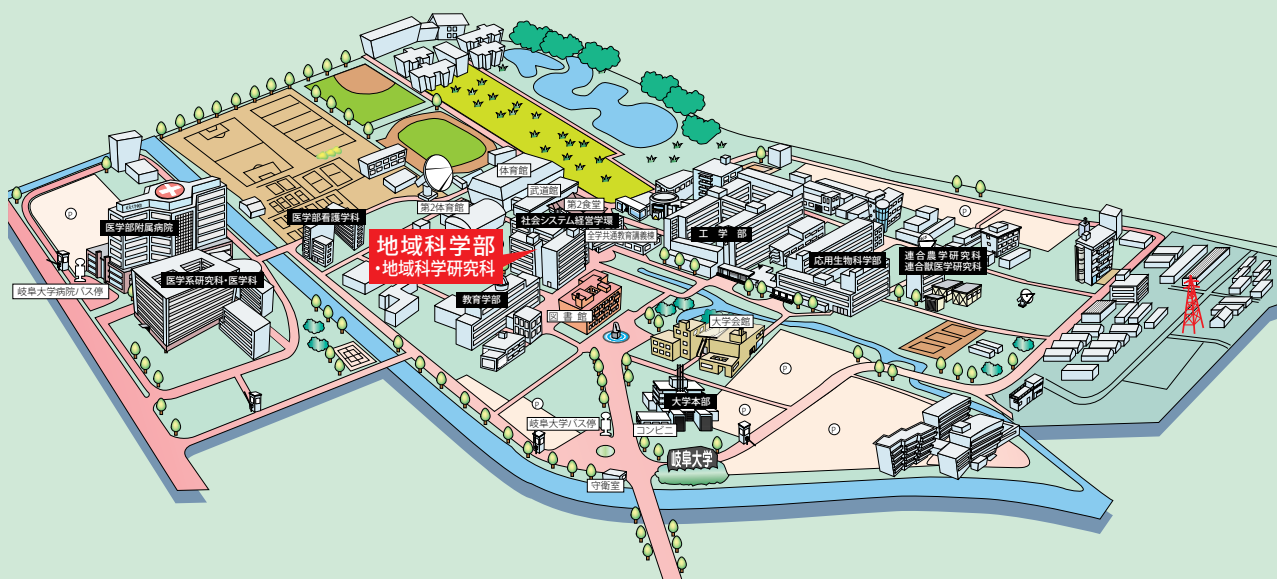 体育館
武道館
第2食堂
第2体育館
医学部看護学科
社会システム経営学環
医学部附属病院
全学共通教育講義棟
工学部
地域科学部
・地域科学研究科
連合農学研究科
連合獣医学研究科
応用生物科学部
医学系研究科・医学科
岐阜大学病院バス停
教育学部
図書館
大学会館
大学本部
岐阜大学バス停
コンビニ
岐阜大学
守衛室
P
P
P
P
P
P